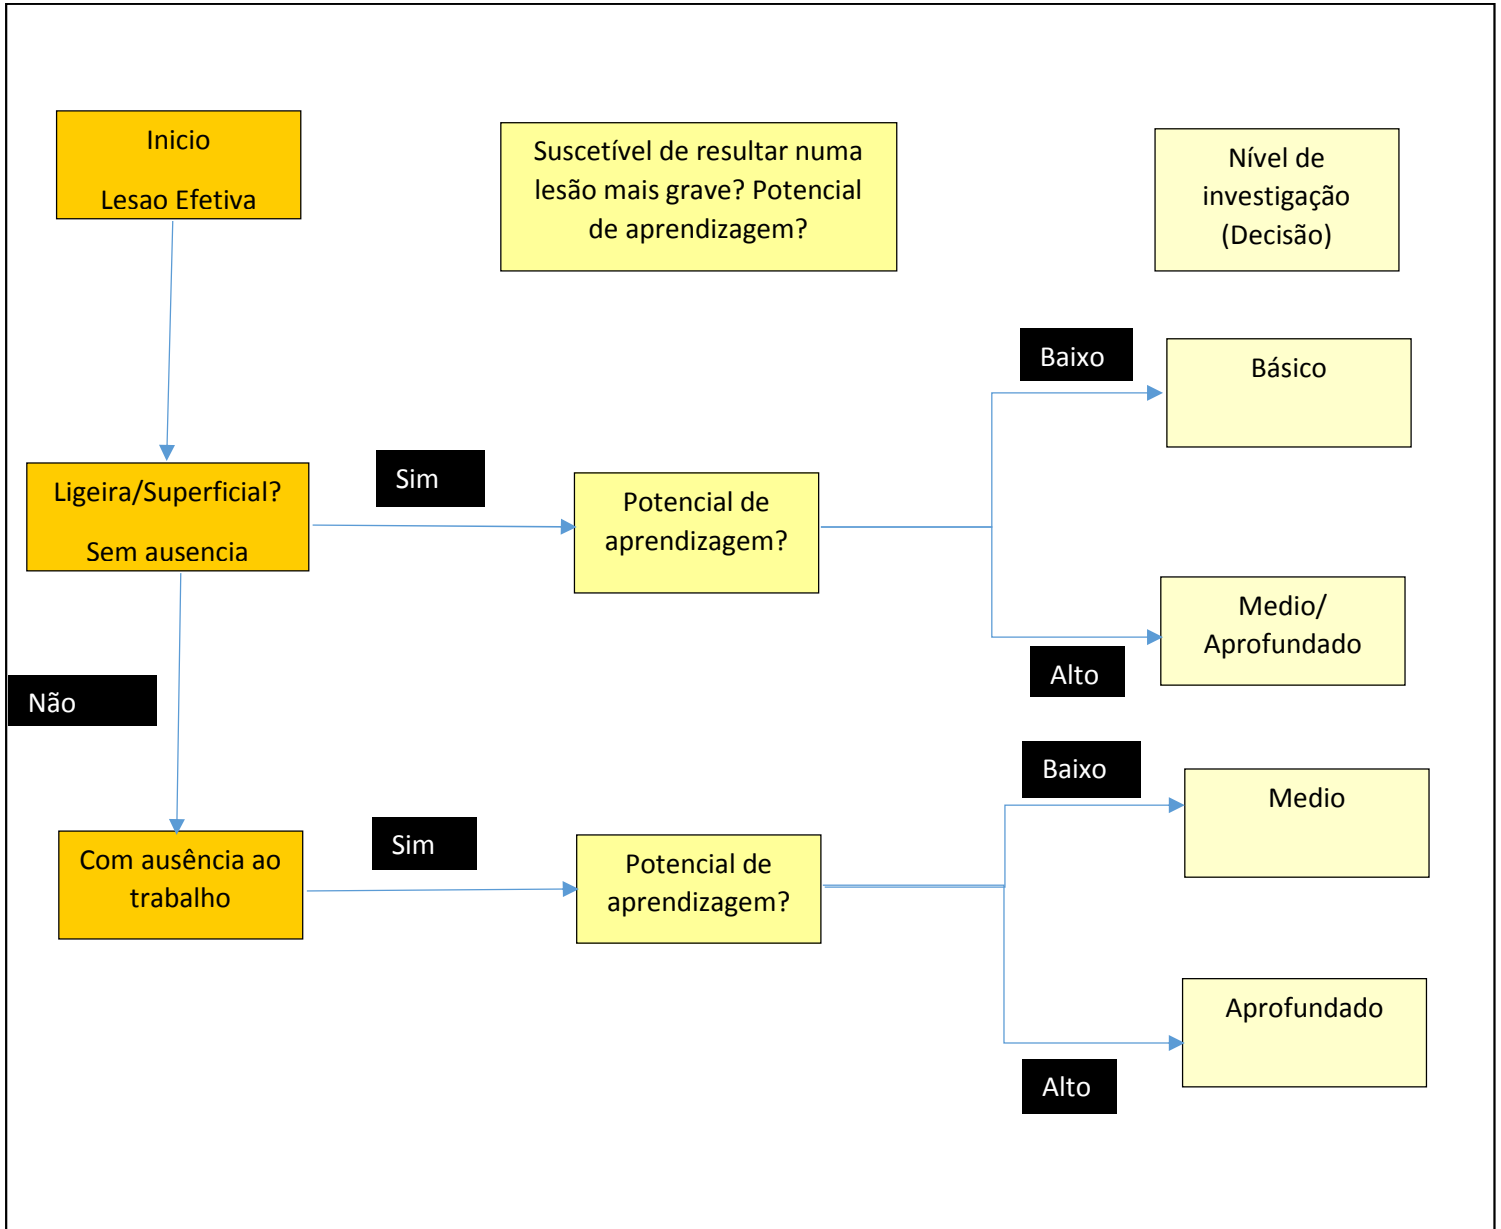 Inicio
Lesao Efetiva
Suscetível de resultar numa
lesão mais grave? Potencial
de aprendizagem?
Nível de
investigação
(Decisão)
Baixo
Básico
Ligeira/Superficial?
Sem ausencia
Sim
Potencial de
aprendizagem?
Medio/
Aprofundado
Alto
Não
Baixo
Medio
Com ausência ao
trabalho
Sim
Potencial de
aprendizagem?
Aprofundado
Alto